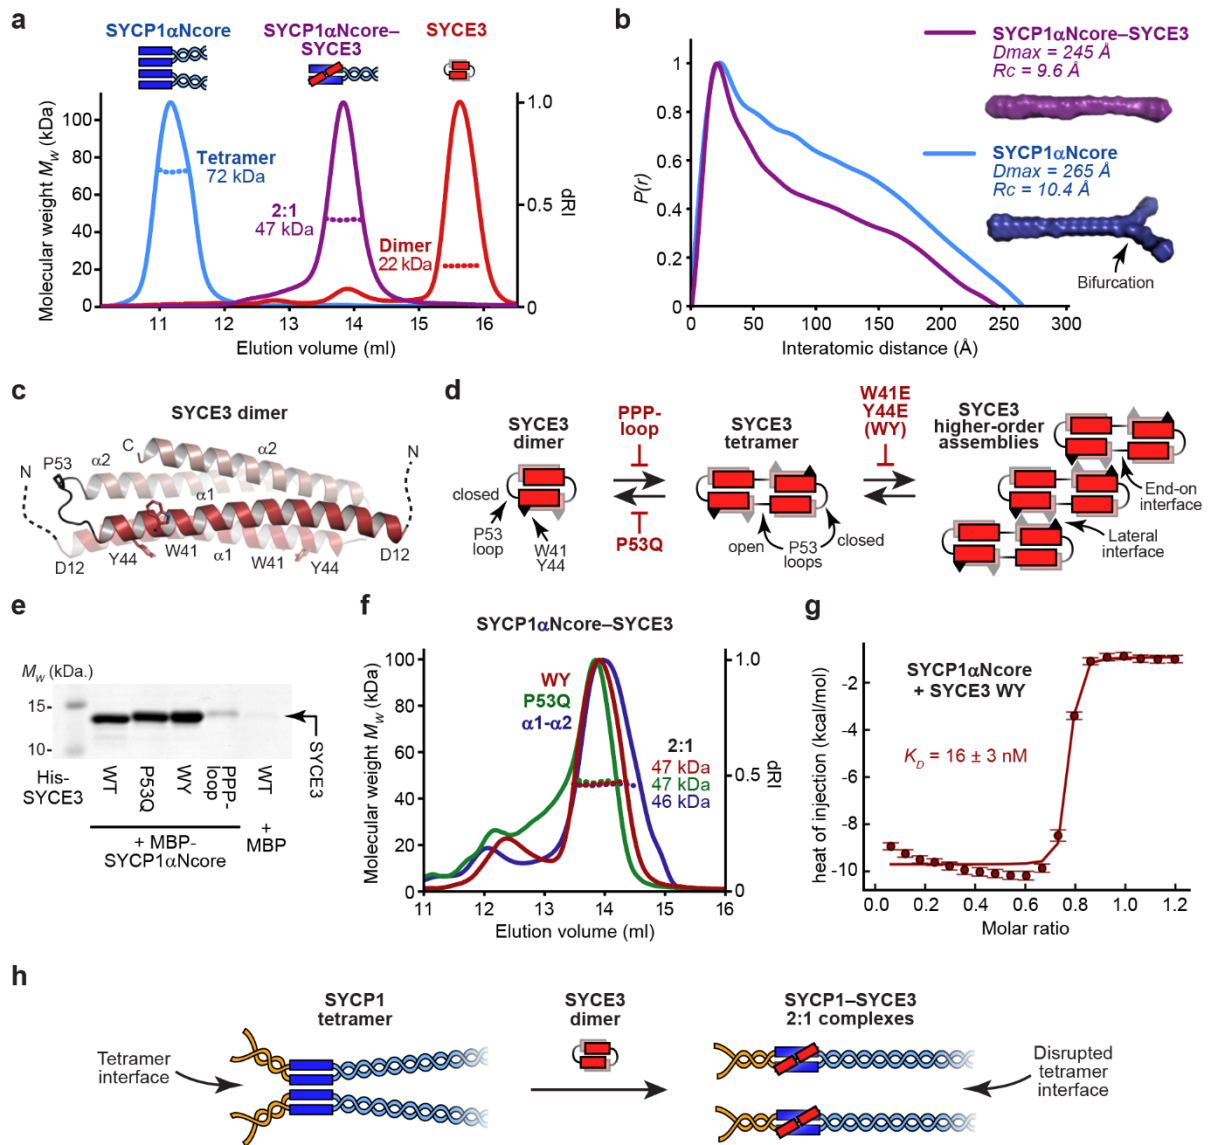 a
SYCP1αNcore
SYCP1αNcore–
SYCE3
SYCE3
Molecular weight MW (kDa)
100
80
60
40
20
0
1.0
0.5
0
dRI
Tetramer
72 kDa
2:1
47 kDa
Dimer
22 kDa
11
12
13
14
15
16
Elution volume (ml)
b
P(r)
1
0.8
0.6
0.4
0.2
0
0
50
100
150
200
250
300
Interatomic distance (Å)
SYCP1αNcore–SYCE3
Dmax = 245 Å
Rc = 9.6 Å
SYCP1αNcore
Dmax = 265 Å
Rc = 10.4 Å
Bifurcation
c
SYCE3 dimer
N
P53
α2
C
α2
N
α1
D12
Y44
W41
α1
W41
Y44
D12
d
SYCE3
dimer
PPP-
loop
SYCE3
tetramer
W41E
Y44E
(WY)
SYCE3
higher-order
assemblies
closed
P53
loop
W41
Y44
P53Q
open
P53
loops
closed
End-on
interface
Lateral
interface
e
MW (kDa.)
15-
10-
SYCE3
His-
SYCE3
WT
P53Q
WY
PPP-
loop
WT
+ MBP-
SYCP1αNcore
+
MBP
f
SYCP1αNcore–SYCE3
Molecular weight MW (kDa)
100
80
60
40
20
0
1.0
0.5
0
dRI
WY
P53Q
α1-α2
2:1
47 kDa
47 kDa
46 kDa
11
12
13
14
15
16
Elution volume (ml)
g
heat of injection (kcal/mol)
-2
-4
-6
-8
-10
SYCP1αNcore
+ SYCE3 WY
KD = 16 ± 3 nM
0.0
0.2
0.4
0.6
0.8
1.0
1.2
Molar ratio
h
SYCP1
tetramer
SYCE3
dimer
SYCP1–SYCE3
2:1 complexes
Tetramer
interface
Disrupted
tetramer
interface